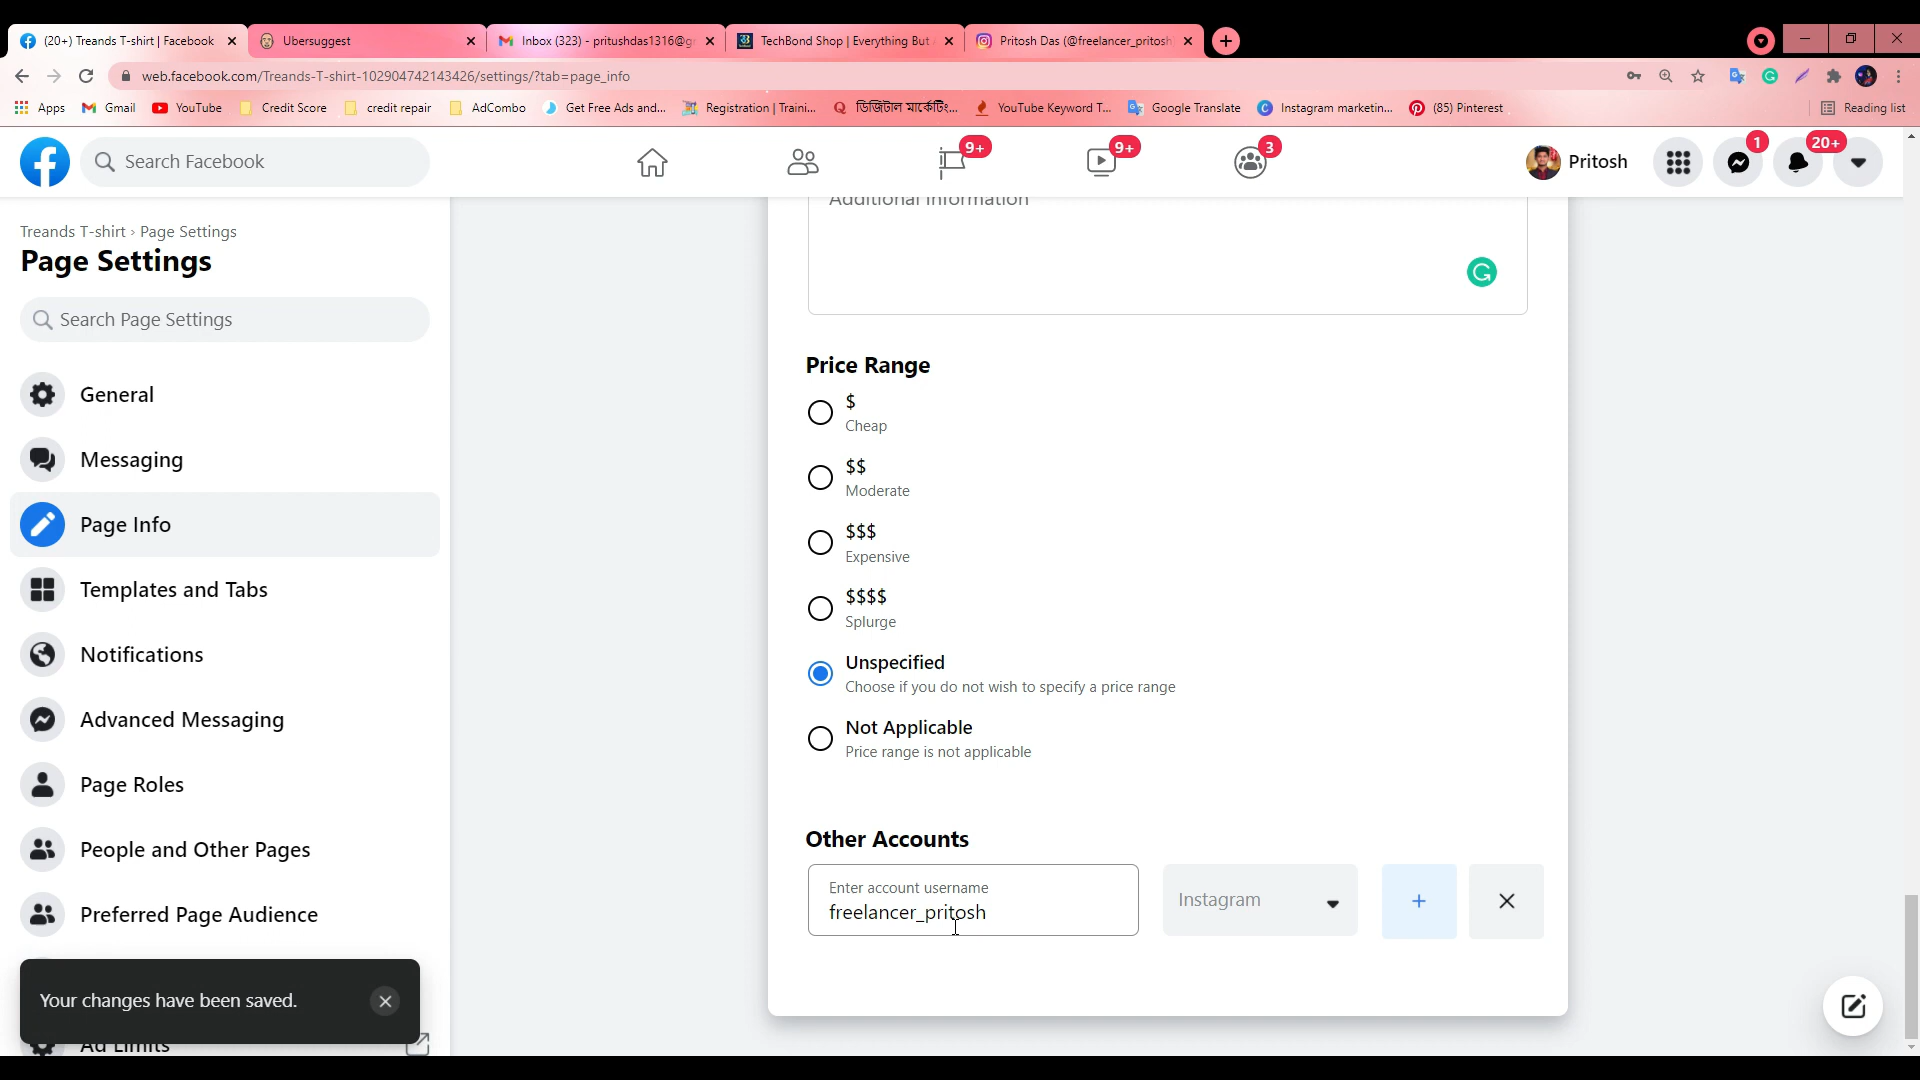 (20+) Treands T-shirt | Facebook
Ubersuggest
Inbox (323) - pritushdas1316@g
TechBond Shop | Everything But
Pritosh Das (@freelancer_pritosh
web.facebook.com/Treands-T-shirt-102904742143426/settings/?tab=page_info
Apps
Gmail
YouTube
Credit Score
credit repair
AdCombo
Get Free Ads and...
Registration | Traini...
ডিজিটাল মার্কেটিং...
YouTube Keyword T...
Google Translate
Instagram marketin...
(85) Pinterest
Reading list
Search Facebook
9+
9+
3
Pritosh
1
20+
Treands T-shirt › Page Settings
Page Settings
Search Page Settings
General
Messaging
Page Info
Templates and Tabs
Notifications
Advanced Messaging
Page Roles
People and Other Pages
Preferred Page Audience
Your changes have been saved.
Ad Limits
Additional Information
Price Range
$
Cheap
$$
Moderate
$$$
Expensive
$$$$
Splurge
Unspecified
Choose if you do not wish to specify a price range
Not Applicable
Price range is not applicable
Other Accounts
Enter account username
freelancer_pritosh
Instagram